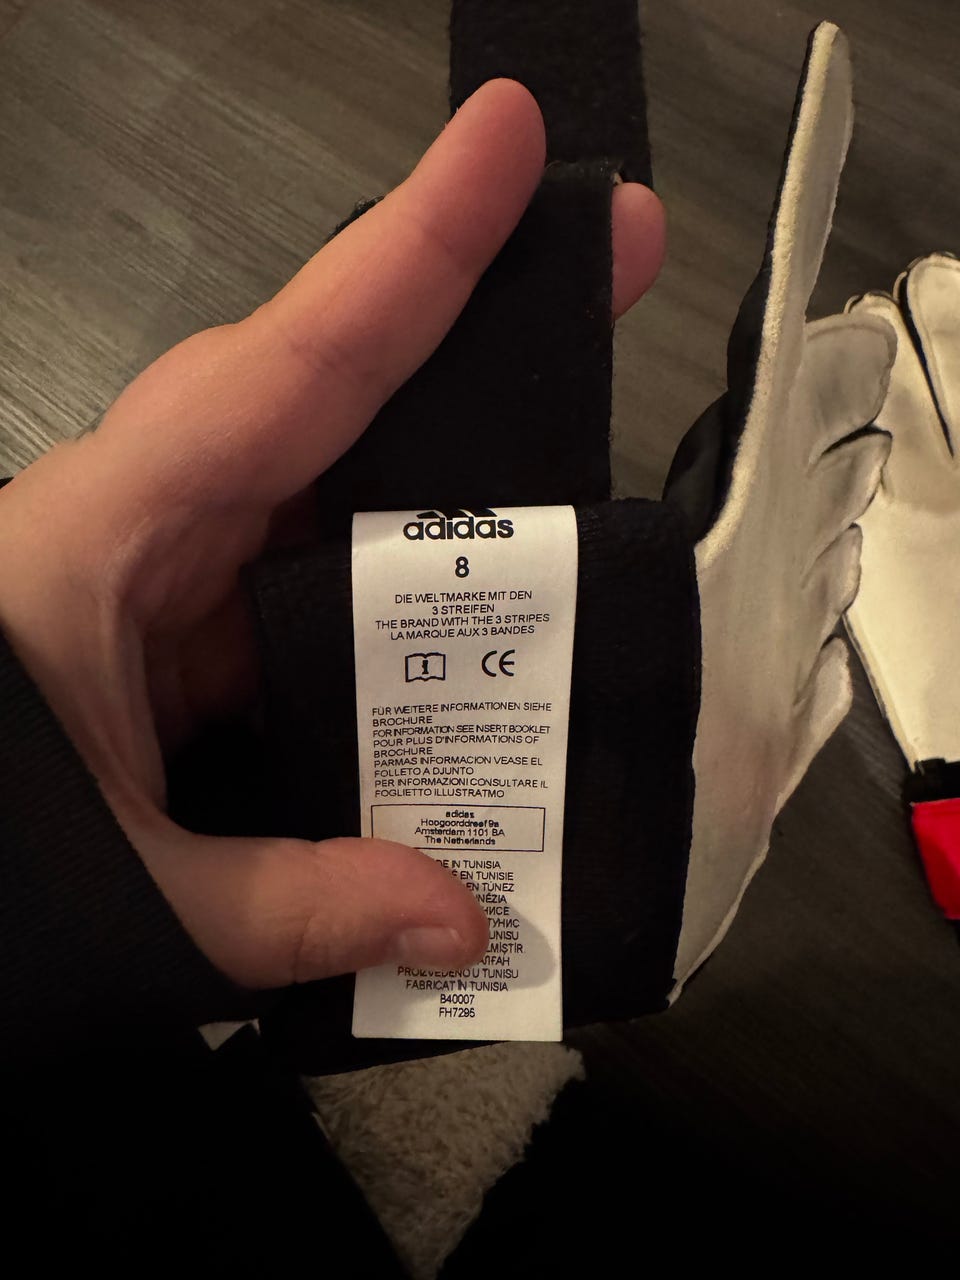 adidas
8
DIE WELTMARKE MIT DEN
3 STREIFEN
THE BRAND WITH THE 3 STRIPES
LA MARQUE AUX 3 BANDES
CE
FÜR WEITERE INFORMATIONEN SIEHE
BROCHURE
FOR INFORMATION SEE INSERT BOOKLET
POUR PLUS D'INFORMATIONS OF
BROCHURE
PARMAS INFORMACION VEASE EL
FOLLETO A DJUNTO
PER INFORMAZIONI CONSULTARE IL
FOGLIETTO ILLUSTRATMO
adidas
Hoogoorddreef 9a
Amsterdam 1101 BA
The Netherlands
DE IN TUNISIA
EN TUNISIE
EN TÚNEZ
PROIZVEDENO U TUNISU
FABRICAT ÎN TUNISIA
B40007
FH7295